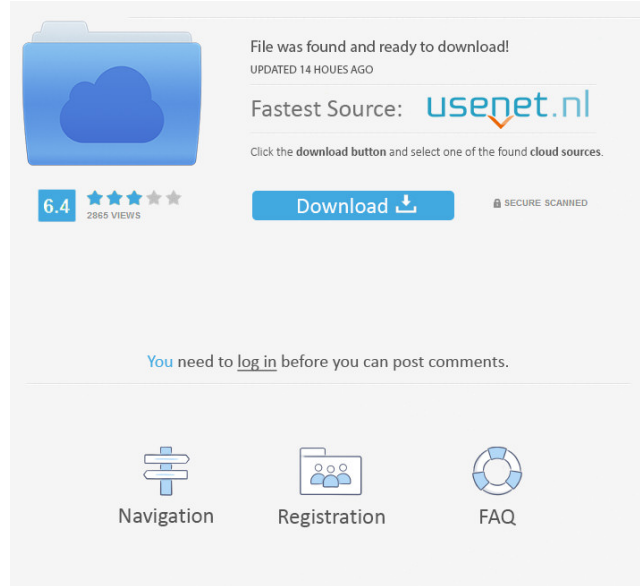 File was found and ready to download!
UPDATED 14 HOUES AGO
Fastest Source: usenet.nl
Click the download button and select one of the found cloud sources.
6.4
2865 VIEWS
Download
SECURE SCANNED
You need to log in before you can post comments.
Navigation
Registration
FAQ